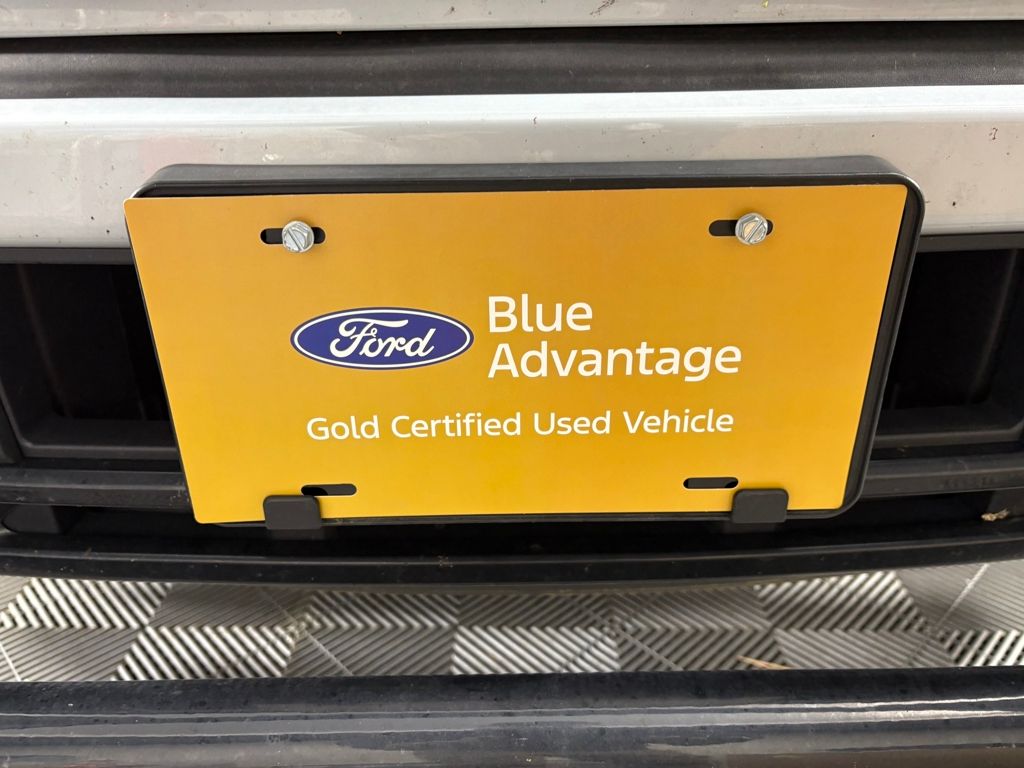 Ford
Blue
Advantage
Gold Certified Used Vehicle